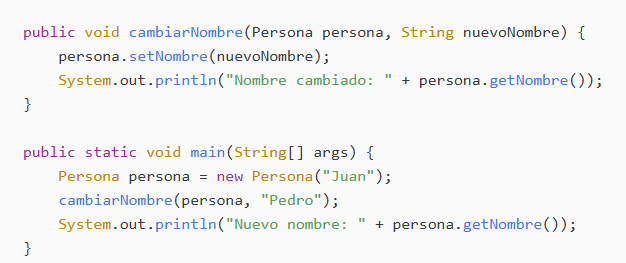 public void cambiarNombre(Persona persona, String nuevoNombre) {
    persona.setNombre(nuevoNombre);
    System.out.println("Nombre cambiado: " + persona.getNombre());
}

public static void main(String[] args) {
    Persona persona = new Persona("Juan");
    cambiarNombre(persona, "Pedro");
    System.out.println("Nuevo nombre: " + persona.getNombre());
}